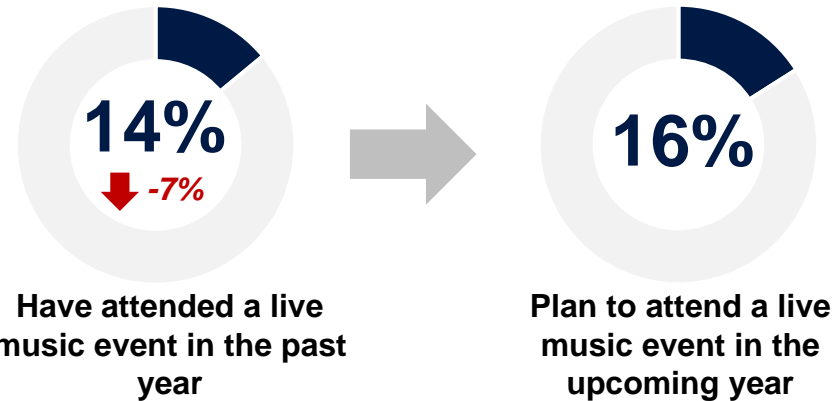 14%
-7%
Have attended a live
music event in the past
year
16%
Plan to attend a live
music event in the
upcoming year